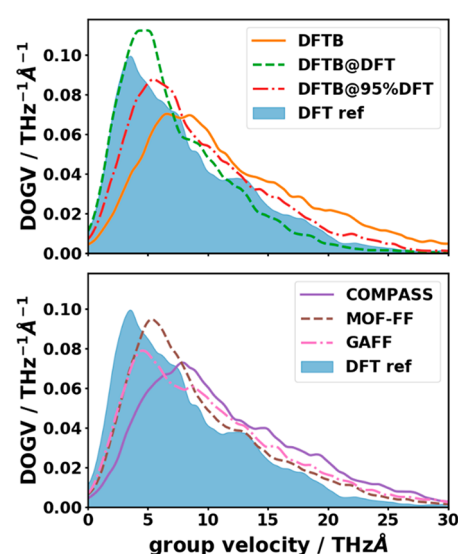 DOGV / THz⁻¹Å⁻¹
0.10
0.08
0.06
0.04
0.02
0.00
DFTB
DFTB@DFT
DFTB@95%DFT
DFT ref
DOGV / THz⁻¹Å⁻¹
0.10
0.08
0.06
0.04
0.02
0.00
COMPASS
MOF-FF
GAFF
DFT ref
0 5 10 15 20 25 30
group velocity / THzÅ